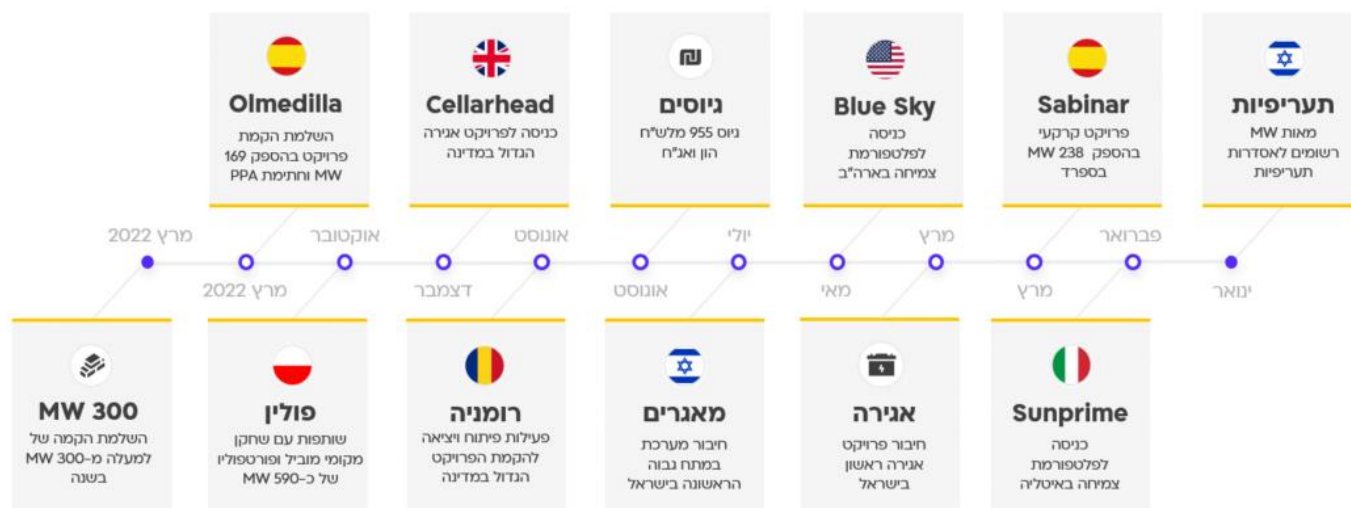 תעריפיות
מאות MW
רשומים לאסדרות
תעריפיות
Sabinar
פרויקט קרקעי
בהספק 238 MW
בספרד
Blue Sky
כניסה
לפלטפורמת
צמיחה בארה"ב
גיוסים
גיוס 955 מלש"ח
הון ואג"ח
Cellarhead
כניסה לפרויקט אגירה
הגדול במדינה
Olmedilla
השלמת הקמת
פרויקט בהספק 169
MW וחתימת PPA
פברואר
מרץ
יולי
אוגוסט
אוקטובר
מרץ 2022
ינואר
מרץ
מאי
אוגוסט
דצמבר
מרץ 2022
Sunprime
כניסה
לפלטפורמת
צמיחה באיטליה
אגירה
חיבור פרויקט
אגירה ראשון
בישראל
מאגרים
חיבור מערכת
במתח גבוה
הראשונה בישראל
רומניה
פעילות פיתוח ויציאה
להקמת הפרויקט
הגדול במדינה
פולין
שותפות עם שחקן
מקומי מוביל ופורטפוליו
של כ-590 MW
300 MW
השלמת הקמה של
למעלה מ-300 MW
בשנה